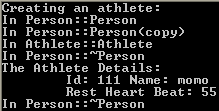 Creating an athlete:
In Person::Person
In Person::Person(copy)
In Athlete::Athlete
In Person::~Person
The Athlete Details:
Id: 111 Name: momo
Rest Heart Beat: 55
In Person::~Person